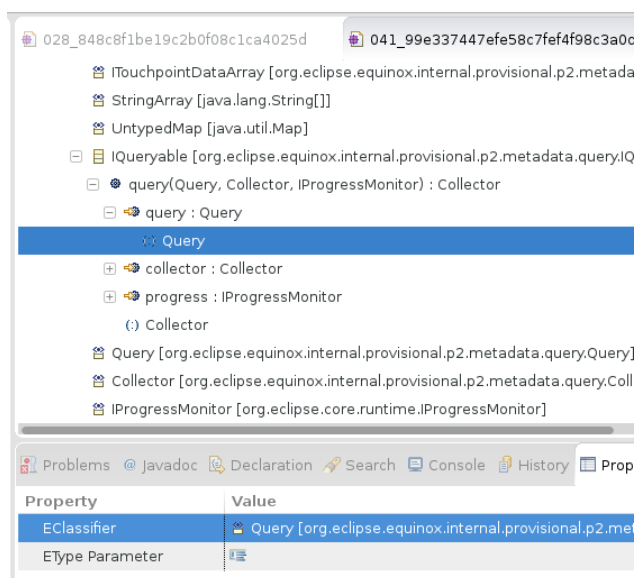 028_848c8f1be19c2b0f08c1ca4025d 041_99e337447efe58c7fef4f98c3a0c
ITouchpointDataArray [org.eclipse.equinox.internal.provisional.p2.metada
StringArray [java.lang.String[]]
UntypedMap [java.util.Map]
IQueryable [org.eclipse.equinox.internal.provisional.p2.metadata.query.IQ
query(Query, Collector, IProgressMonitor) : Collector
query : Query
(:) Query
collector : Collector
progress : IProgressMonitor
(:) Collector
Query [org.eclipse.equinox.internal.provisional.p2.metadata.query.Query]
Collector [org.eclipse.equinox.internal.provisional.p2.metadata.query.Coll
IProgressMonitor [org.eclipse.core.runtime.IProgressMonitor]
Problems @ Javadoc Declaration Search Console History Prop
Property Value
EClassifier Query [org.eclipse.equinox.internal.provisional.p2.met
EType Parameter